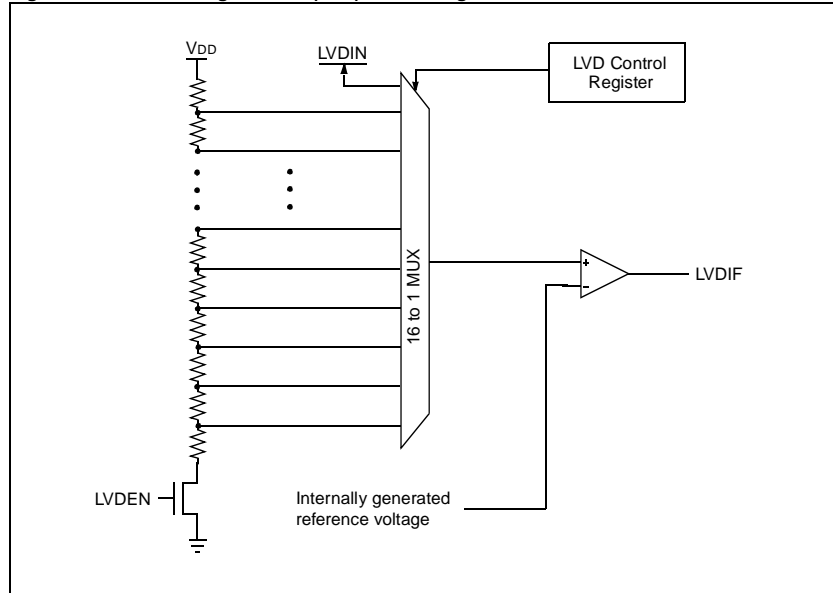 VDD
LVDIN
LVD Control
Register
16 to 1 MUX
+
−
LVDIF
LVDEN
Internally generated
reference voltage